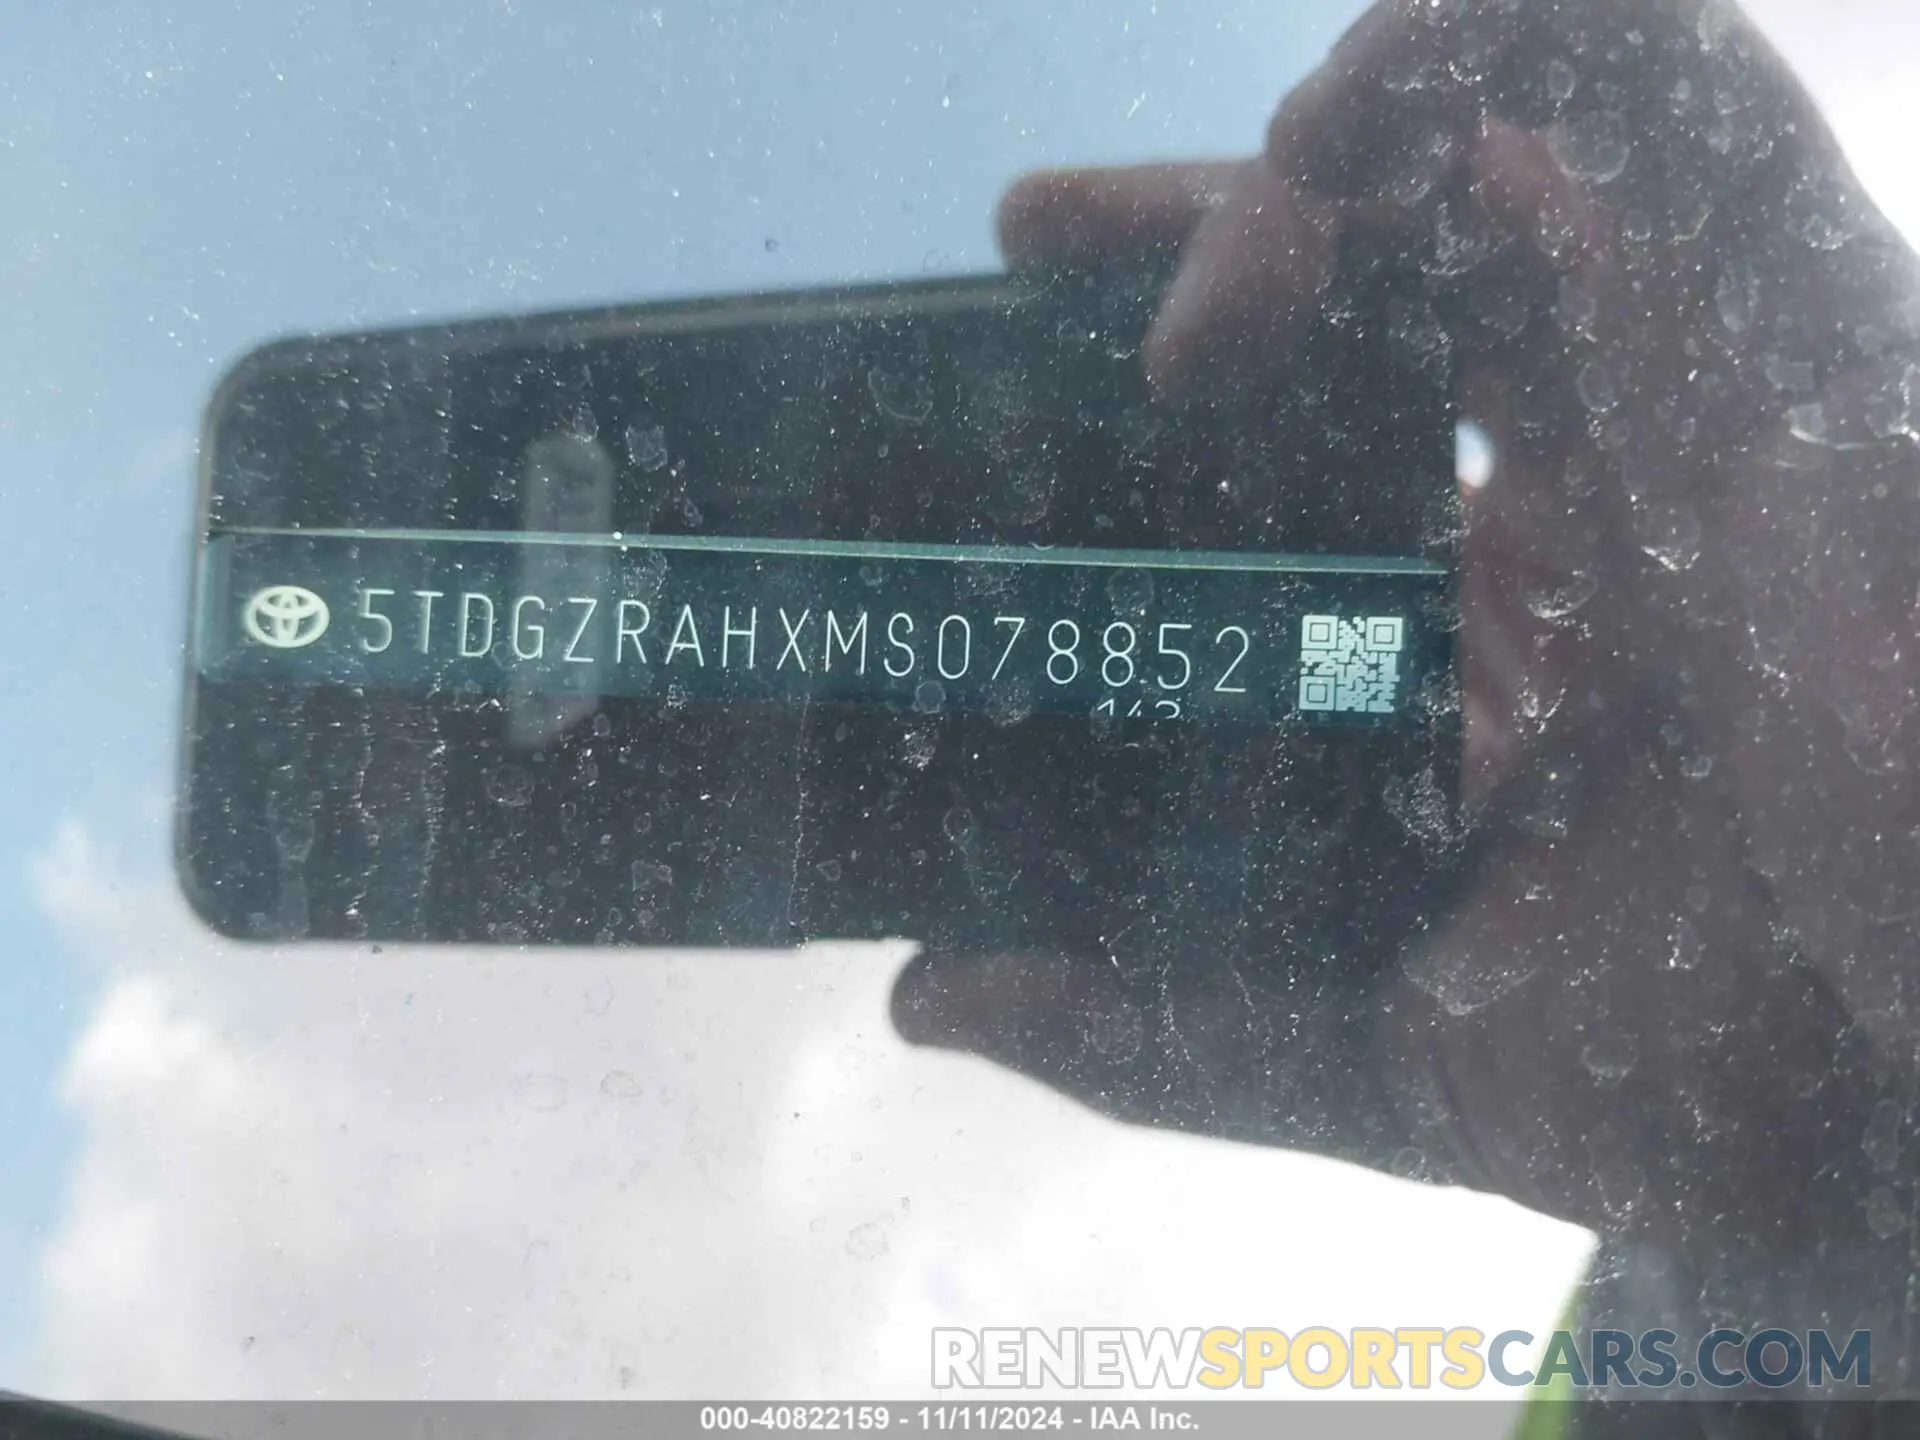 5TDGZRAHXMS078852
RENEWSPORTSCARS.COM
000-40822159 - 11/11/2024 - IAA Inc.